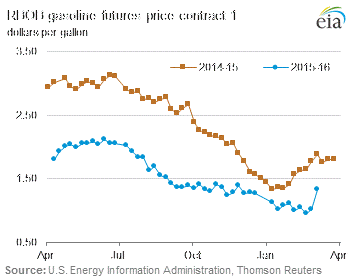 RBOB gasoline futures price contract 1
dollars per gallon
eia
3.50
2.50
1.50
0.50
2014-15
2015-16
Apr
Jul
Oct
Jan
Apr
Source: U.S. Energy Information Administration, Thomson Reuters